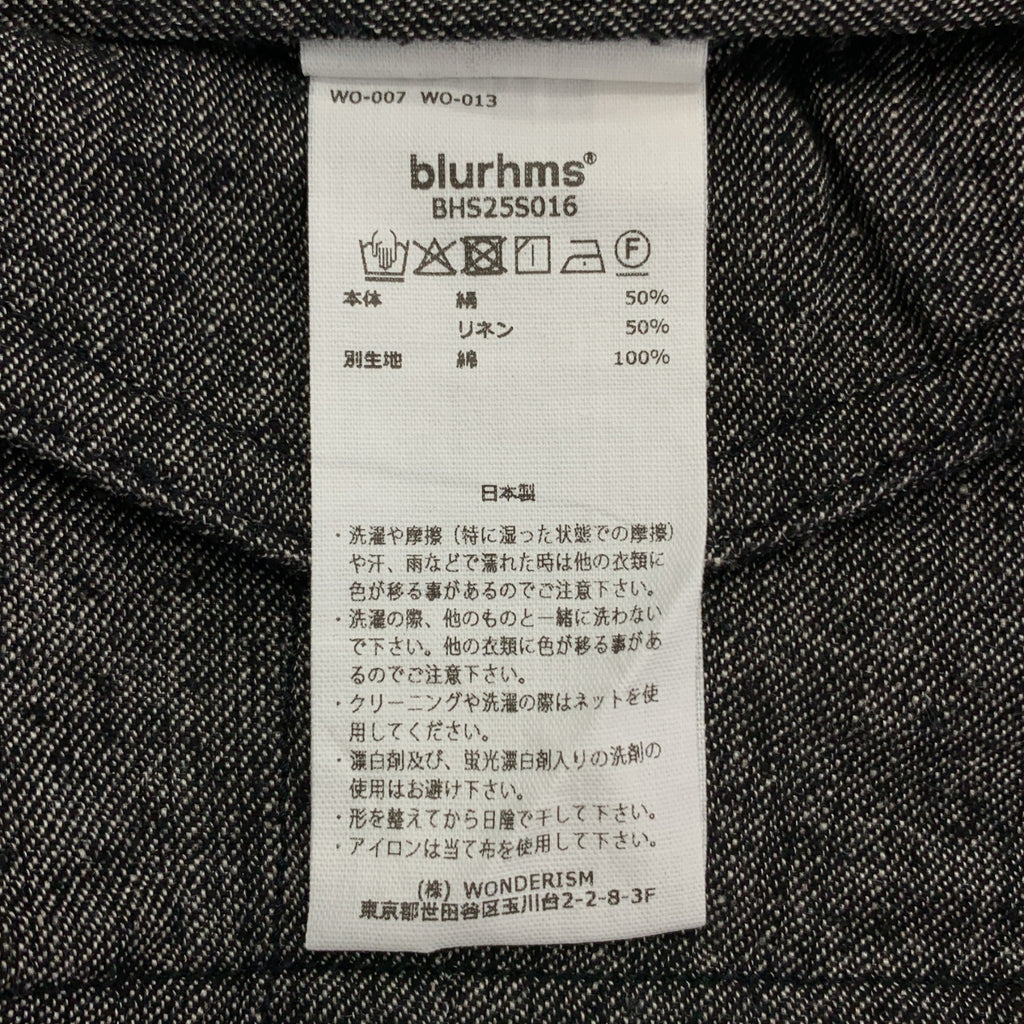 WO-007 WO-013
blurhms®
BHS25S016
F
本体 絹 50%
リネン 50%
別生地 綿 100%
日本製
・洗濯や摩擦（特に湿った状態での摩擦）
や汗、雨などで濡れた時は他の衣類に
色が移る事があるのでご注意下さい。
・洗濯の際、他のものと一緒に洗わない
で下さい。他の衣類に色が移る事があ
るのでご注意下さい。
・クリーニングや洗濯の際はネットを使
用してください。
・漂白剤及び、蛍光漂白剤入りの洗剤の
使用はお避け下さい。
・形を整えてから日陰で干して下さい。
・アイロンは当て布を使用して下さい。
(株) WONDERISM
東京都世田谷区玉川台2-2-8-3F